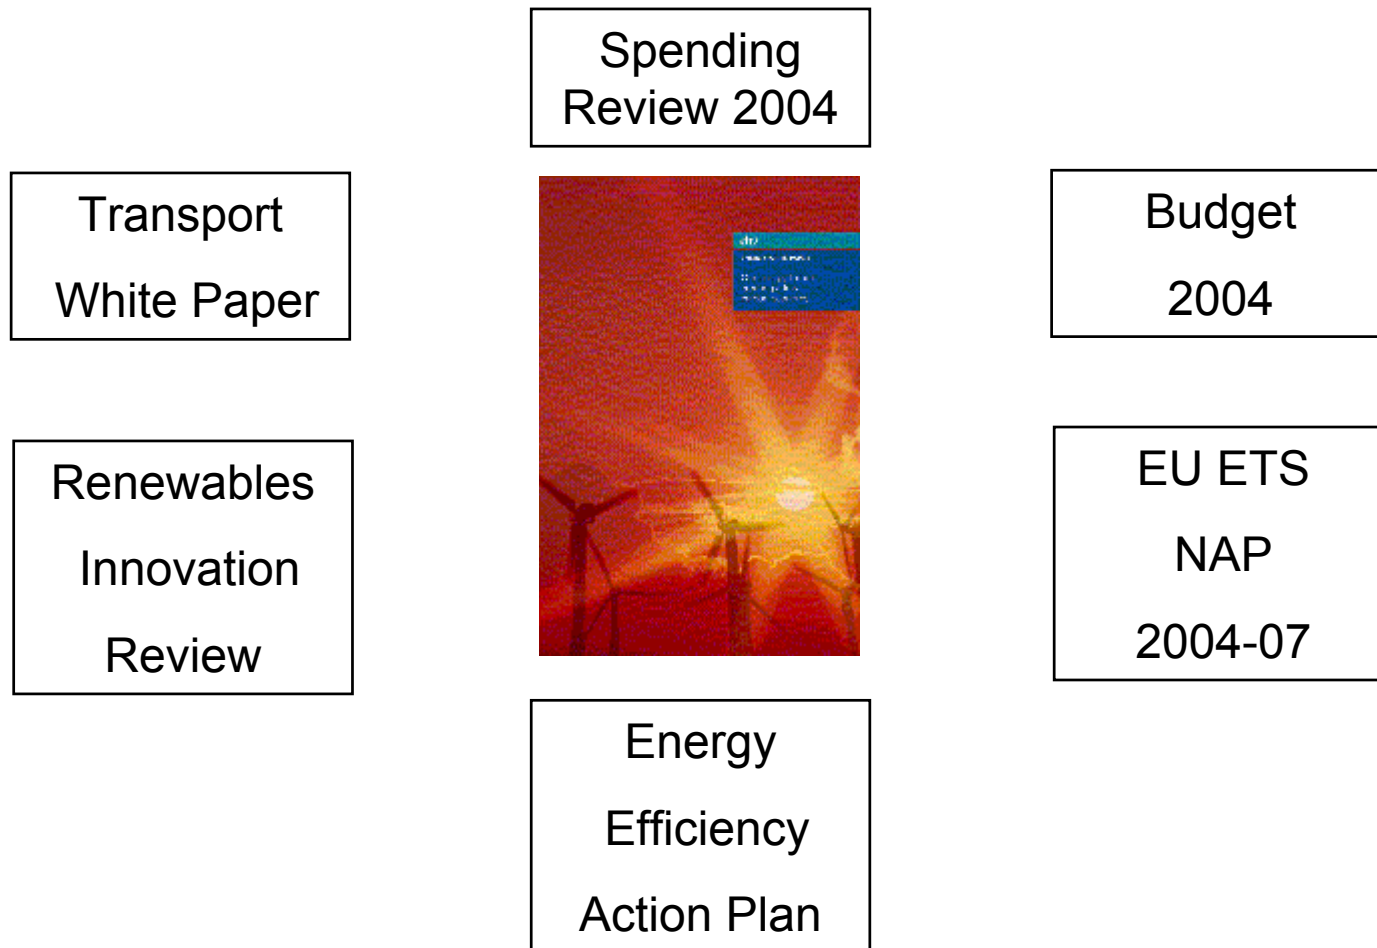 Spending
Review 2004
Transport
White Paper
Budget
2004
Renewables
Innovation
Review
EU ETS
NAP
2004-07
Energy
Efficiency
Action Plan